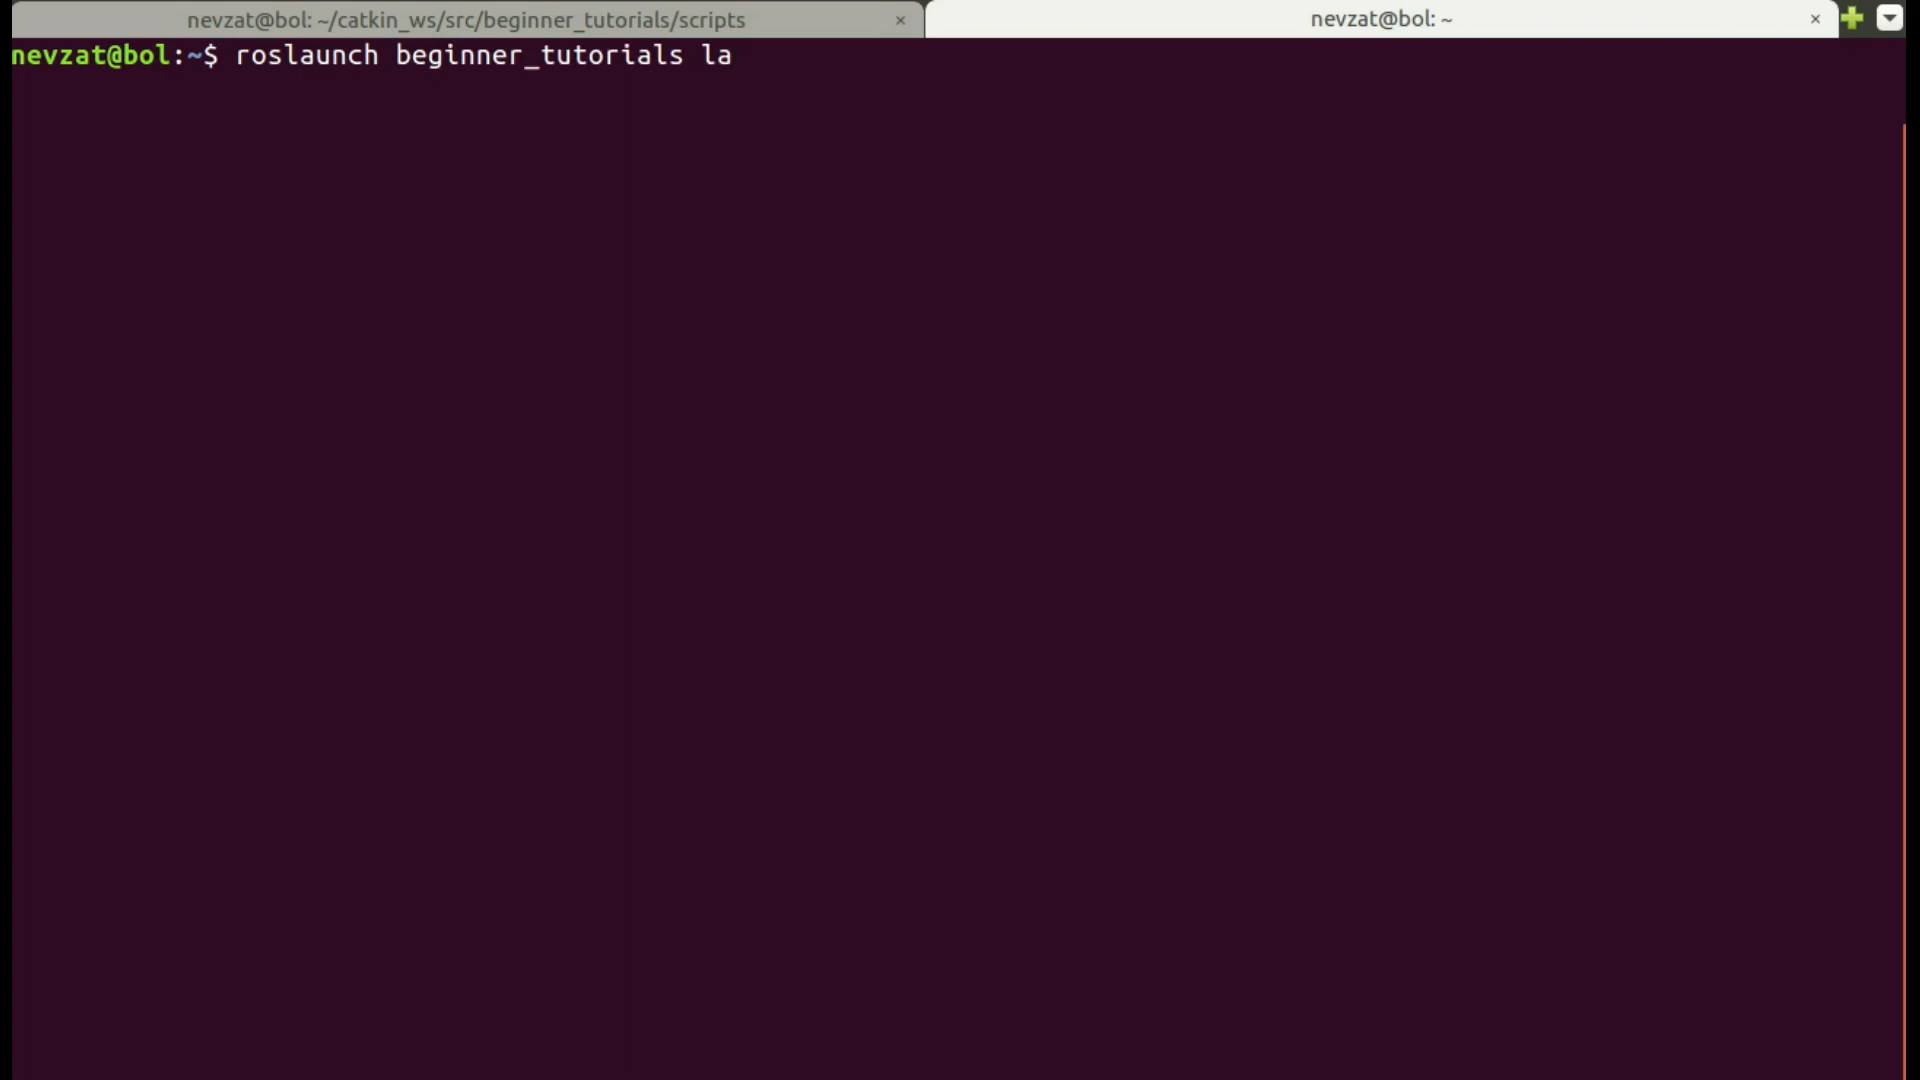 nevzat@bol: ~/catkin_ws/src/beginner_tutorials/scripts × nevzat@bol: ~ ×
nevzat@bol:~$ roslaunch beginner_tutorials la